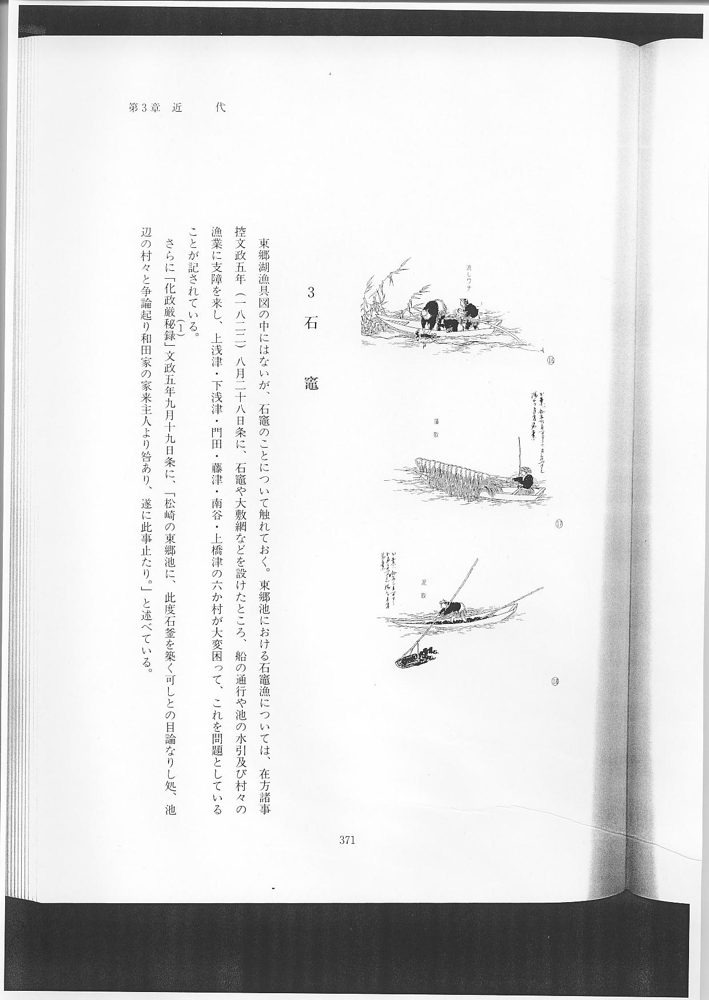 第3章 近 代
流しワナ
⑯
藻取
⑰
泥取
⑱
3 石 竈
東郷湖漁具図の中にはないが、石竈のことについて触れておく。東郷池における石竈漁については、在方諸事
控文政五年(一八二二)八月二十八日条に、石竈や大敷網などを設けたところ、船の通行や池の水引及び村々の
漁業に支障を来し、上浅津・下浅津・門田・藤津・南谷・上橋津の六か村が大変困って、これを問題としている
ことが記されている。
(1)
さらに「化政厳秘録」文政五年九月十九日条に、「松崎の東郷池に、此度石釜を築く可しとの目論なりし処、池
辺の村々と争論起り和田家の家来主人より咎あり、遂に此事止たり。」と述べている。
371